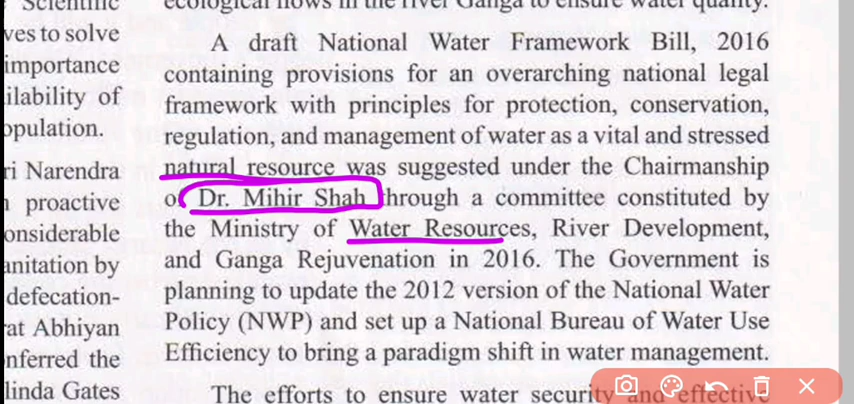 Scientific
ves to solve
importance
ilability of
opulation.
ri Narendra
n proactive
onsiderable
anitation by
defecation-
rat Abhiyan
nferred the
linda Gates
ecological flows in the river Ganga to ensure water quality.
A draft National Water Framework Bill, 2016
containing provisions for an overarching national legal
framework with principles for protection, conservation,
regulation, and management of water as a vital and stressed
natural resource was suggested under the Chairmanship
of Dr. Mihir Shah through a committee constituted by
the Ministry of Water Resources, River Development,
and Ganga Rejuvenation in 2016. The Government is
planning to update the 2012 version of the National Water
Policy (NWP) and set up a National Bureau of Water Use
Efficiency to bring a paradigm shift in water management.
The efforts to ensure water security and effective